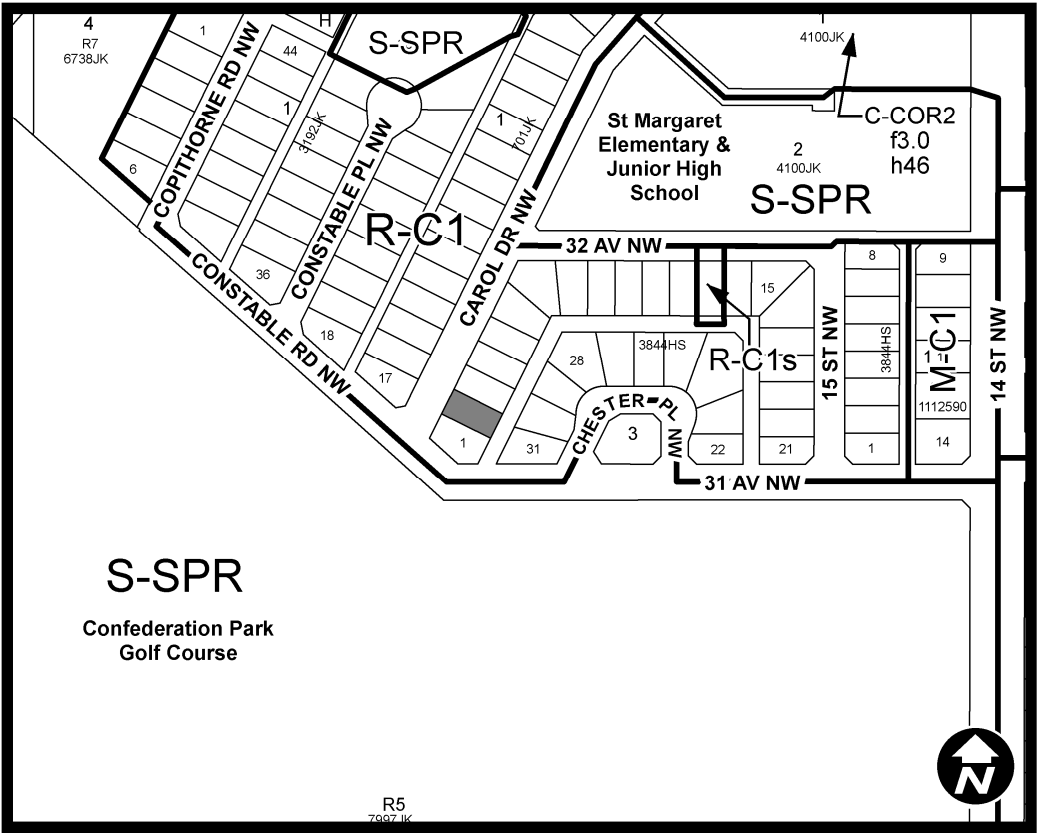 4
R7
6738JK
1
H
44
S-SPR
4100JK
COPITHORNE RD NW
1
3192JK
1
701JK
St Margaret
Elementary &
Junior High
School
2
4100JK
S-SPR
C-COR2
f3.0
h46
6
CONSTABLE PL NW
R-C1
CAROL DR NW
32 AV NW
CONSTABLE RD NW
36
18
17
15
8
9
28
3844HS
R-C1s
15 ST NW
3844HS
M-C1
14 ST NW
1112590
CHESTER PL NW
3
1
31
22
21
1
14
31 AV NW
S-SPR
Confederation Park
Golf Course
R5
7997JK
N